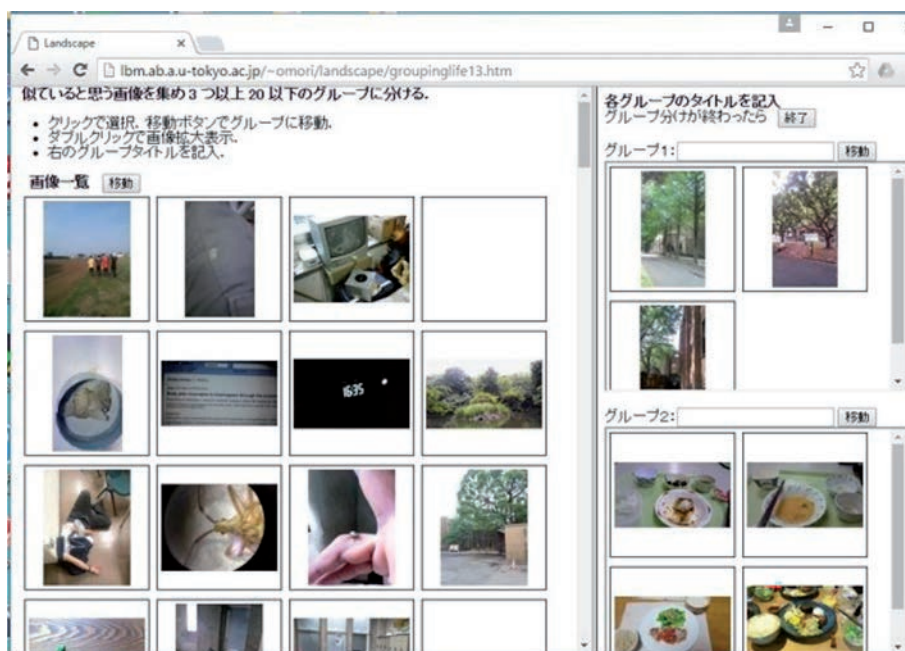 Landscape
lbm.ab.a.u-tokyo.ac.jp/~omori/landscape/groupinglife13.htm
似ていると思う画像を集め 3 つ以上 20 以下のグループに分ける.
• クリックで選択, 移動ボタンでグループに移動.
• ダブルクリックで画像拡大表示.
• 右のグループタイトルを記入.
画像一覧 移動
1635
各グループのタイトルを記入
グループ分けが終わったら 終了
グループ1: 移動
グループ2: 移動